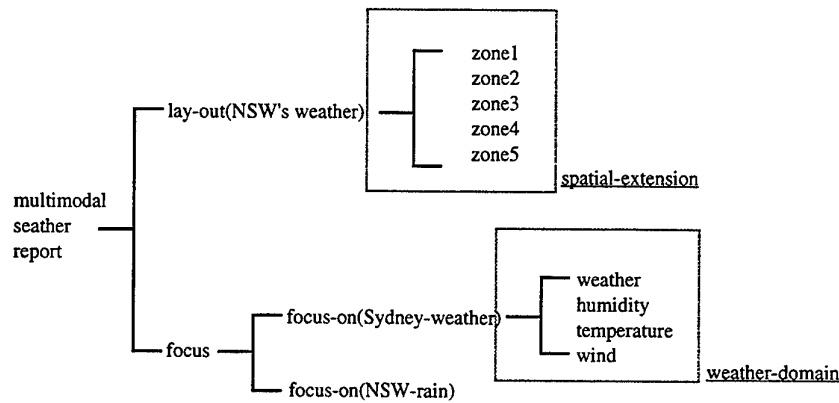 zone1
zone2
zone3
zone4
zone5
lay-out(NSW's weather)
spatial-extension
multimodal
seather
report
weather
humidity
temperature
wind
focus-on(Sydney-weather)
focus
weather-domain
focus-on(NSW-rain)